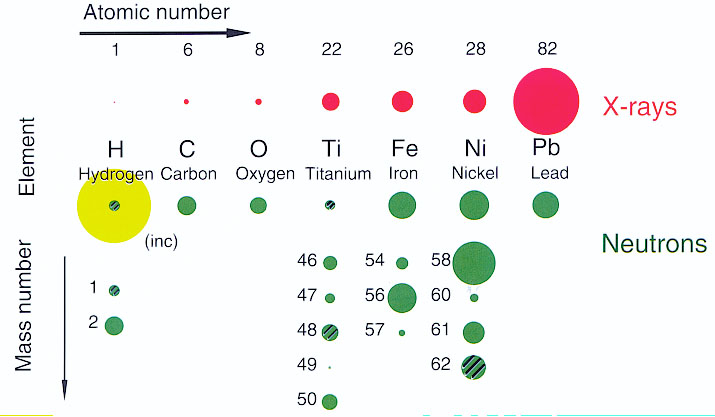 Atomic number
1 6 8 22 26 28 82
X-rays
Element
H C O Ti Fe Ni Pb
Hydrogen Carbon Oxygen Titanium Iron Nickel Lead
(inc)
Neutrons
Mass number
46 54 58
1 47 56 60
2 48 57 61
49 62
50